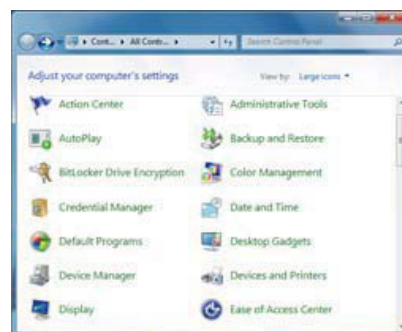 Cont... All Contr...
Search Control Panel
Adjust your computer's settings
View by: Large icons
Action Center
Administrative Tools
AutoPlay
Backup and Restore
BitLocker Drive Encryption
Color Management
Credential Manager
Date and Time
Default Programs
Desktop Gadgets
Device Manager
Devices and Printers
Display
Ease of Access Center